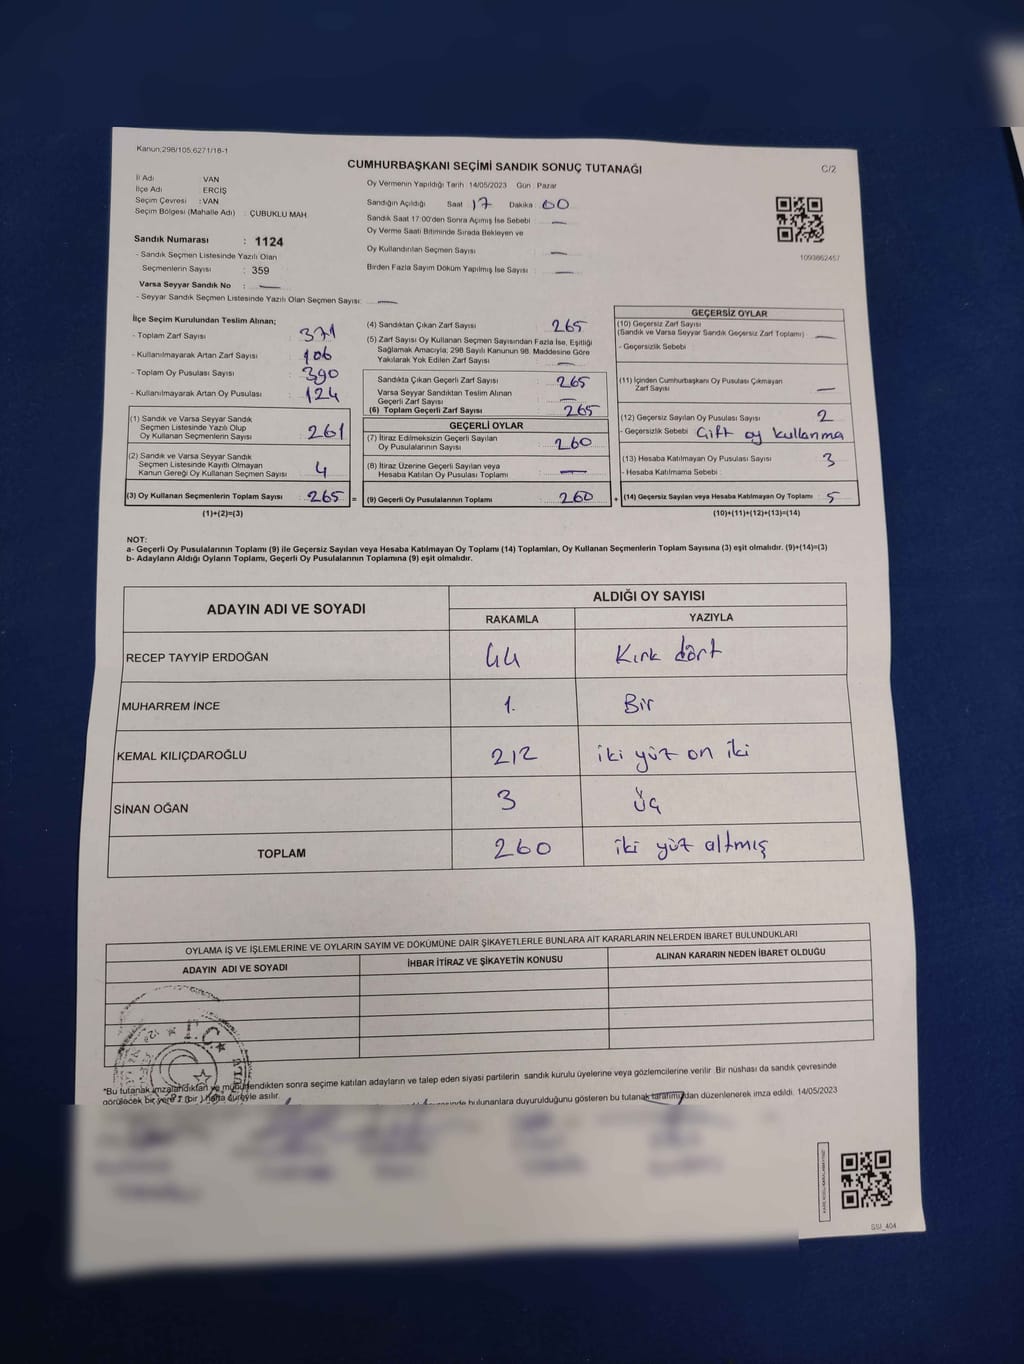 Kanun:298/105,6271/18-1
CUMHURBAŞKANI SEÇİMİ SANDIK SONUÇ TUTANAĞI
C/2
İl Adı VAN
İlçe Adı ERCİŞ
Seçim Çevresi : VAN
Seçim Bölgesi (Mahalle Adı) : ÇUBUKLU MAH.
Sandık Numarası : 1124
- Sandık Seçmen Listesinde Yazılı Olan
Seçmenlerin Sayısı : 359
Varsa Seyyar Sandık No : —
- Seyyar Sandık Seçmen Listesinde Yazılı Olan Seçmen Sayısı: —
Oy Vermenin Yapıldığı Tarih : 14/05/2023 Gün : Pazar
Sandığın Açıldığı Saat 17 Dakika 00
Sandık Saat 17:00'den Sonra Açımış İse Sebebi : —
Oy Verme Saati Bitiminde Sırada Bekleyen ve
Oy Kullandırılan Seçmen Sayısı : —
Birden Fazla Sayım Döküm Yapılmış İse Sayısı : —
1093862457
İlçe Seçim Kurulundan Teslim Alınan;
- Toplam Zarf Sayısı : 371
- Kullanılmayarak Artan Zarf Sayısı : 106
- Toplam Oy Pusulası Sayısı : 390
- Kullanılmayarak Artan Oy Pusulası : 124
(1) Sandık ve Varsa Seyyar Sandık
Seçmen Listesinde Yazılı Olup
Oy Kullanan Seçmenlerin Sayısı : 261
(2) Sandık ve Varsa Seyyar Sandık
Seçmen Listesinde Kayıtlı Olmayan
Kanun Gereği Oy Kullanan Seçmen Sayısı : 4
(3) Oy Kullanan Seçmenlerin Toplam Sayısı : 265 =
(1)+(2)=(3)
(4) Sandıktan Çıkan Zarf Sayısı : 265
(5) Zarf Sayısı Oy Kullanan Seçmen Sayısından Fazla İse, Eşitliği
Sağlamak Amacıyla; 298 Sayılı Kanunun 98. Maddesine Göre
Yakılarak Yok Edilen Zarf Sayısı : —
Sandıkta Çıkan Geçerli Zarf Sayısı : 265
Varsa Seyyar Sandıktan Teslim Alınan
Geçerli Zarf Sayısı : —
(6) Toplam Geçerli Zarf Sayısı : 265
GEÇERLİ OYLAR
(7) İtiraz Edilmeksizin Geçerli Sayılan
Oy Pusulalarının Sayısı : 260
(8) İtiraz Üzerine Geçerli Sayılan veya
Hesaba Katılan Oy Pusulası Toplamı : —
(9) Geçerli Oy Pusulalarının Toplamı : 260 +
GEÇERSİZ OYLAR
(10) Geçersiz Zarf Sayısı
(Sandık ve Varsa Seyyar Sandık Geçersiz Zarf Toplamı) : —
- Geçersizlik Sebebi :
(11) İçinden Cumhurbaşkanı Oy Pusulası Çıkmayan
Zarf Sayısı : —
(12) Geçersiz Sayılan Oy Pusulası Sayısı : 2
- Geçersizlik Sebebi : Çift oy kullanma
(13) Hesaba Katılmayan Oy Pusulası Sayısı : 3
- Hesaba Katılmama Sebebi :
(14) Geçersiz Sayılan veya Hesaba Katılmayan Oy Toplamı : 5
(10)+(11)+(12)+(13)=(14)
NOT:
a- Geçerli Oy Pusulalarının Toplamı (9) ile Geçersiz Sayılan veya Hesaba Katılmayan Oy Toplamı (14) Toplamları, Oy Kullanan Seçmenlerin Toplam Sayısına (3) eşit olmalıdır. (9)+(14)=(3)
b- Adayların Aldığı Oyların Toplamı, Geçerli Oy Pusulalarının Toplamına (9) eşit olmalıdır.
ADAYIN ADI VE SOYADI ALDIĞI OY SAYISI
RAKAMLA YAZIYLA
RECEP TAYYİP ERDOĞAN 44 Kırk dört
MUHARREM İNCE 1. Bir
KEMAL KILIÇDAROĞLU 212 iki yüz on iki
SİNAN OĞAN 3 Üç
TOPLAM 260 iki yüz altmış
OYLAMA İŞ VE İŞLEMLERİNE VE OYLARIN SAYIM VE DÖKÜMÜNE DAİR ŞİKAYETLERLE BUNLARA AİT KARARLARIN NELERDEN İBARET BULUNDUKLARI
ADAYIN ADI VE SOYADI İHBAR İTİRAZ VE ŞİKAYETİN KONUSU ALINAN KARARIN NEDEN İBARET OLDUĞU
T.C.
*Bu tutanak imzalandıktan ve mühürlendikten sonra seçime katılan adayların ve talep eden siyasi partilerin sandık kurulu üyelerine veya gözlemcilerine verilir. Bir nüshası da sandık çevresinde
görülecek bir yere 1 (bir) hafta süreyle asılır.
bulunanlara duyurulduğunu gösteren bu tutanak tarafımızdan düzenlenerek imza edildi. 14/05/2023
SSI_404